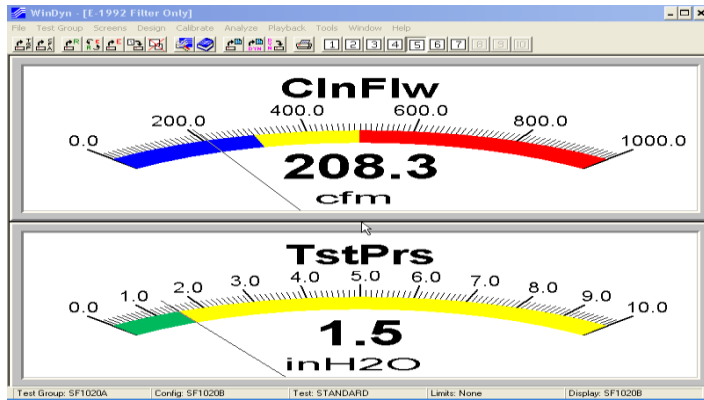 WinDyn - [E-1992 Filter Only]
File Test Group Screens Design Calibrate Analyze Playback Tools Window Help
1 2 3 4 5 6 7 8 9 10
ClnFlw
0.0 200.0 400.0 600.0 800.0 1000.0
208.3
cfm
TstPrs
0.0 1.0 2.0 3.0 4.0 5.0 6.0 7.0 8.0 9.0 10.0
1.5
inH2O
Test Group: SF1020A Config: SF1020B Test: STANDARD Limits: None Display: SF1020B